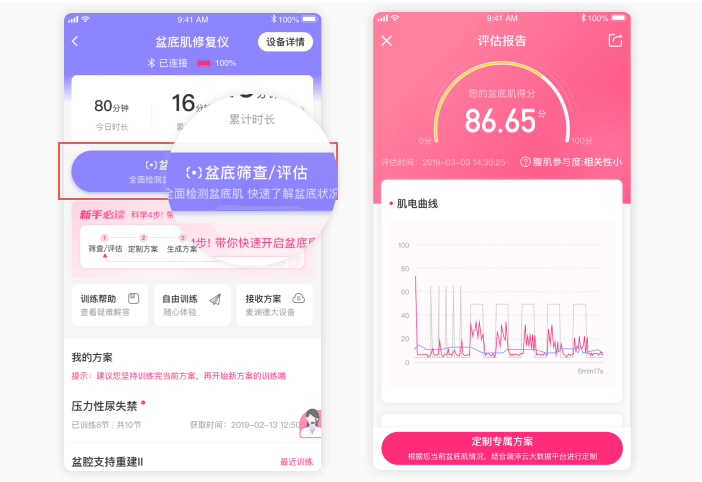 9:41 AM
100%
盆底肌修复仪
设备详情
已连接
100%
80分钟
今日时长
16分
累计时长
盆底筛查/评估
全面检测盆底肌 快速了解盆底状况
新手必读
科学4步! 带
4步! 带你快速开启盆底
1
2
3
筛查/评估
定制方案
生成方案
训练帮助
查看疑难解答
自由训练
随心体验
接收方案
麦澜德大设备
我的方案
提示：建议您坚持训练完当前方案，再开始新方案的训练哦
压力性尿失禁
已训练8节 | 共10节
获取时间：2019-02-13 12:50
盆腔支持重建II
最近训练
9:41 AM
100%
评估报告
您的盆底肌得分
86.65分
0分
100分
评估时间：2019-03-03 14:30:25
腹肌参与度:相关性小
肌电曲线
100
80
60
40
20
0
6min17s
定制专属方案
根据您当前盆底肌情况，结合澜渟云大数据平台进行定制